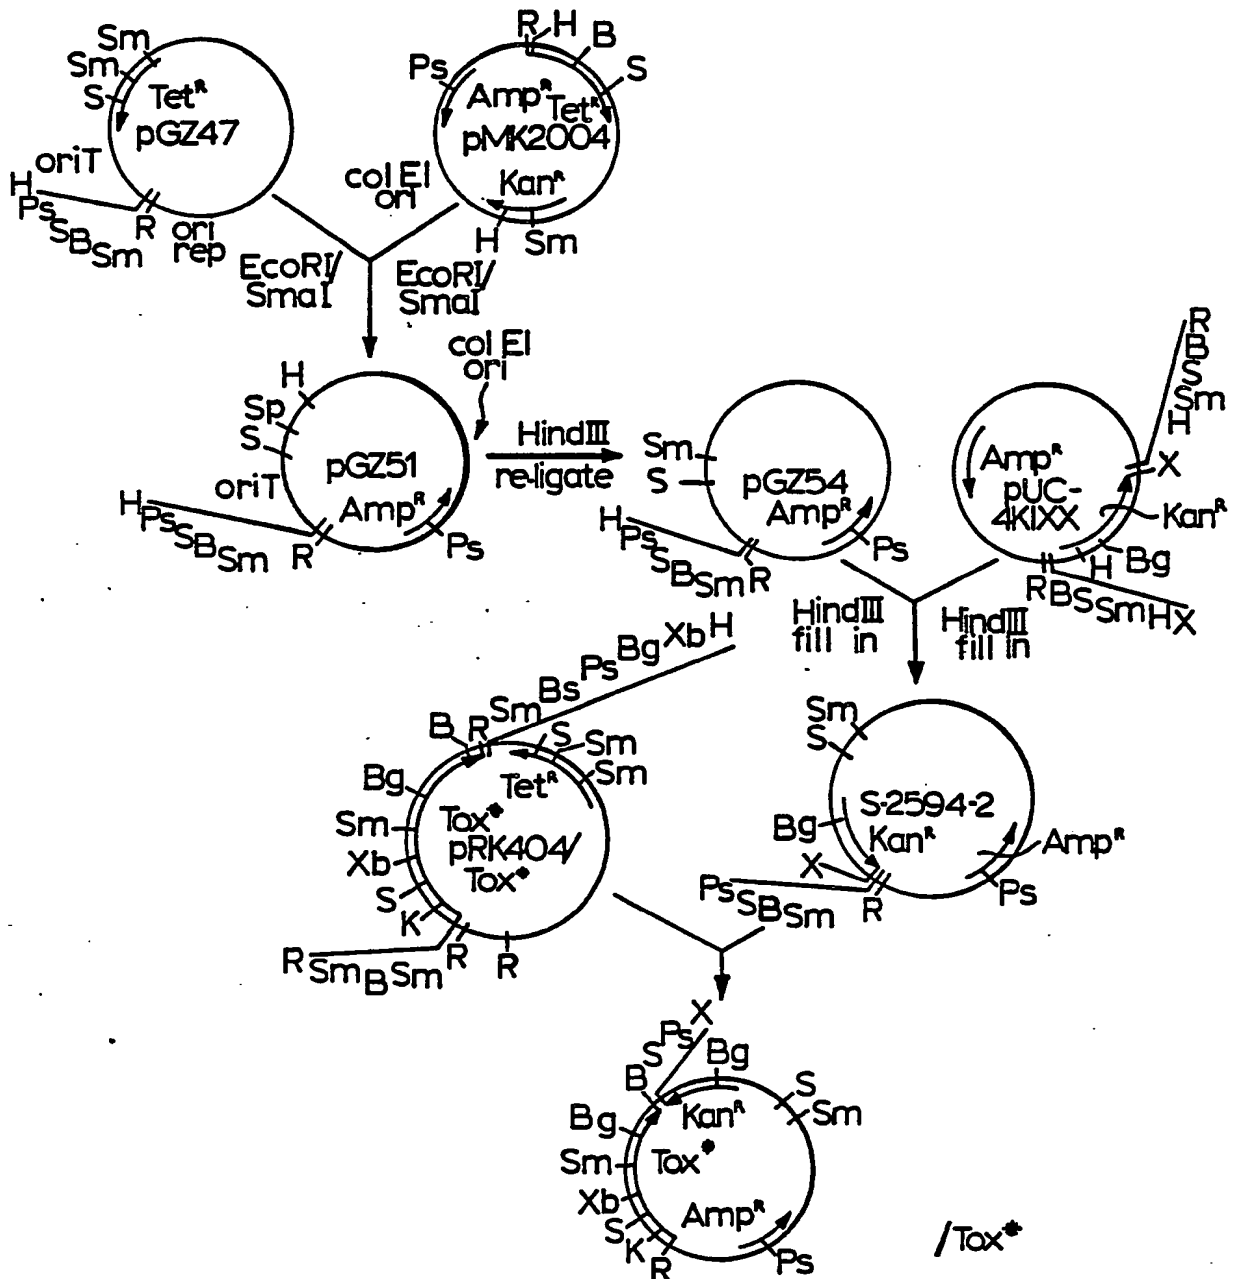 Sm
Sm
S
Tet^R
pGZ47
oriT
H
Ps
S
B
Sm
R
ori
rep
R
H
B
S
Ps
Amp^R
Tet^R
pMK2004
Kan^R
col EI
ori
H
Sm
EcoRI/
SmaI
EcoRI/
SmaI
col EI
ori
H
Sp
S
pGZ51
oriT
Amp^R
H
Ps
S
B
Sm
R
Ps
HindIII
re-ligate
Sm
S
pGZ54
Amp^R
H
Ps
S
B
Sm
R
Ps
R
B
S
Sm
H
X
Amp^R
pUC-
4KIXX
Kan^R
Bg
H
R
B
S
Sm
H
X
HindIII
fill in
HindIII
fill in
Sm
Bs
Ps
Bg
Xb
H
B
R
S
Sm
Sm
Tet^R
Bg
Tox*
Sm
pRK404/
Tox*
Xb
S
K
R
Sm
B
Sm
R
R
Sm
S
S-2594-2
Bg
Kan^R
Amp^R
X
Ps
S
B
Sm
R
Ps
X
Ps
S
B
Bg
S
Sm
Kan^R
Bg
Tox*
Sm
Xb
S
K
R
Amp^R
Ps
/Tox*